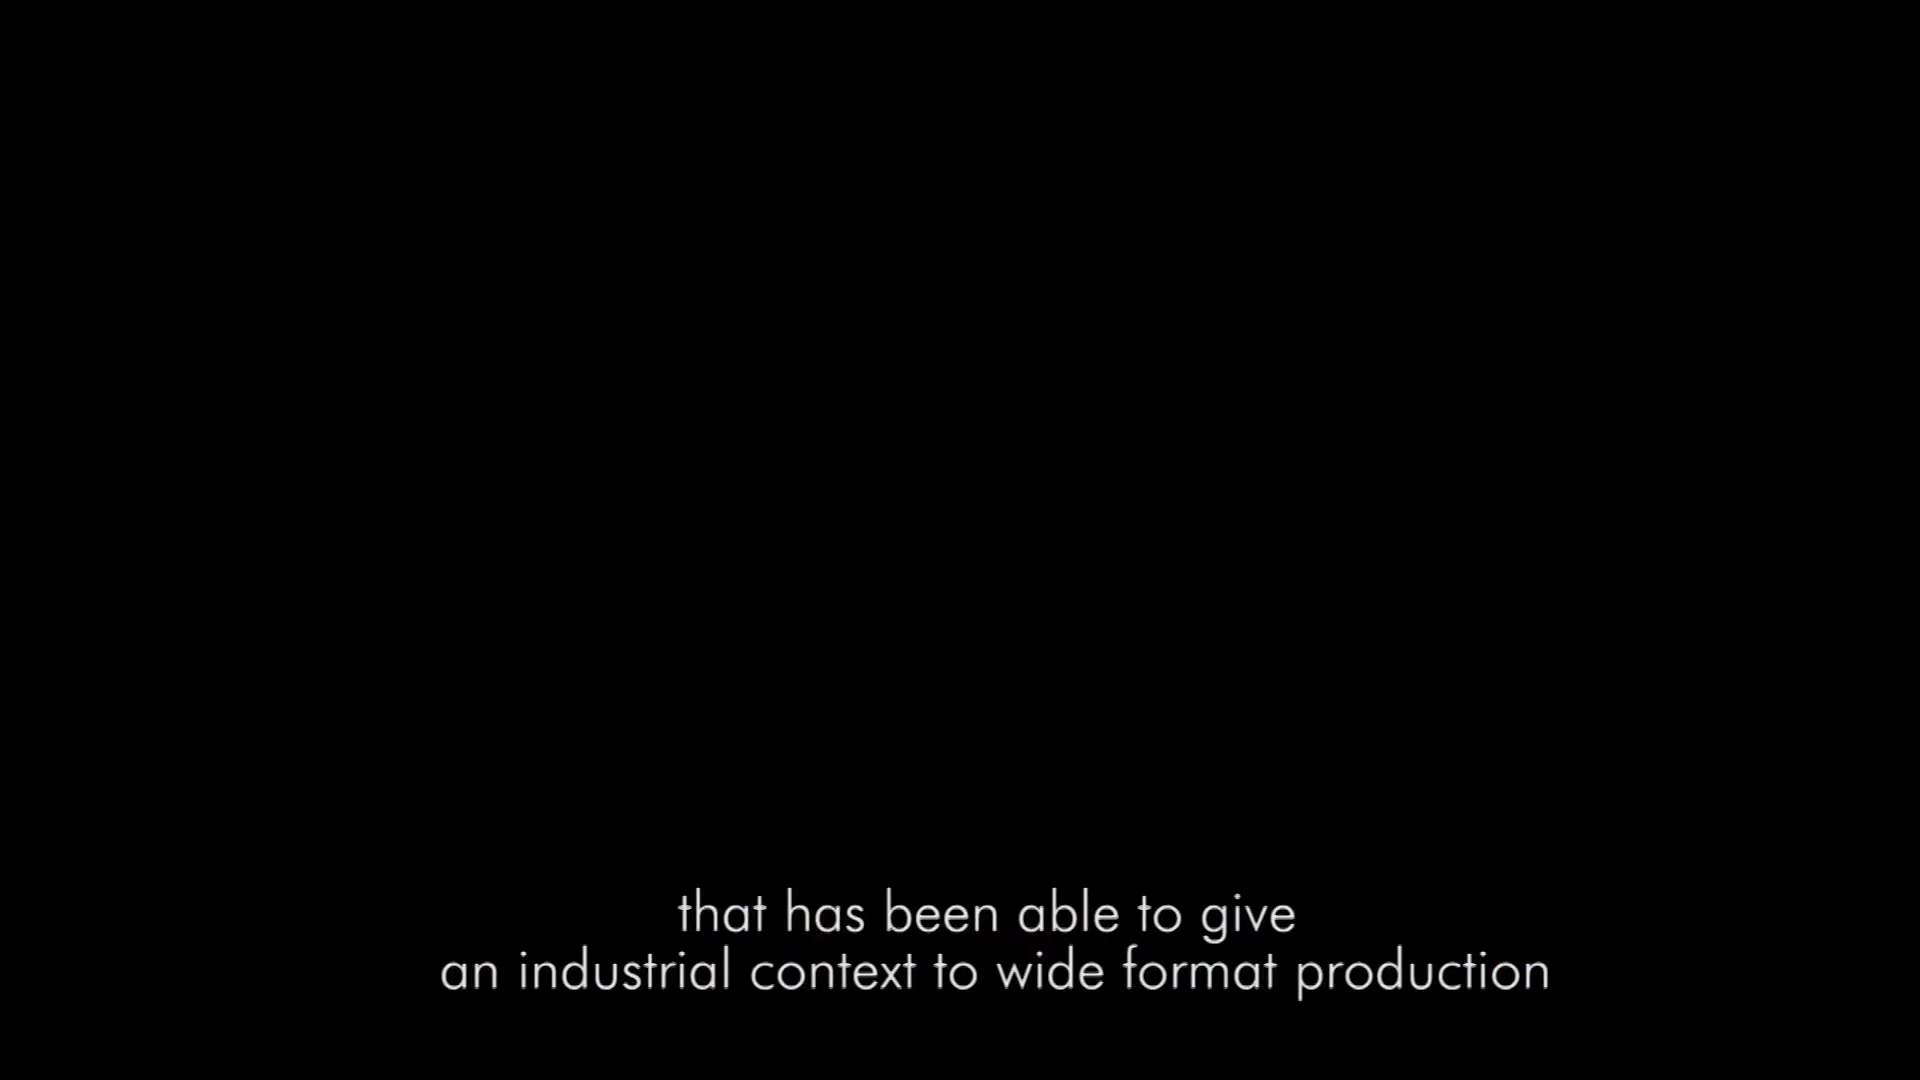 that has been able to give
an industrial context to wide format production